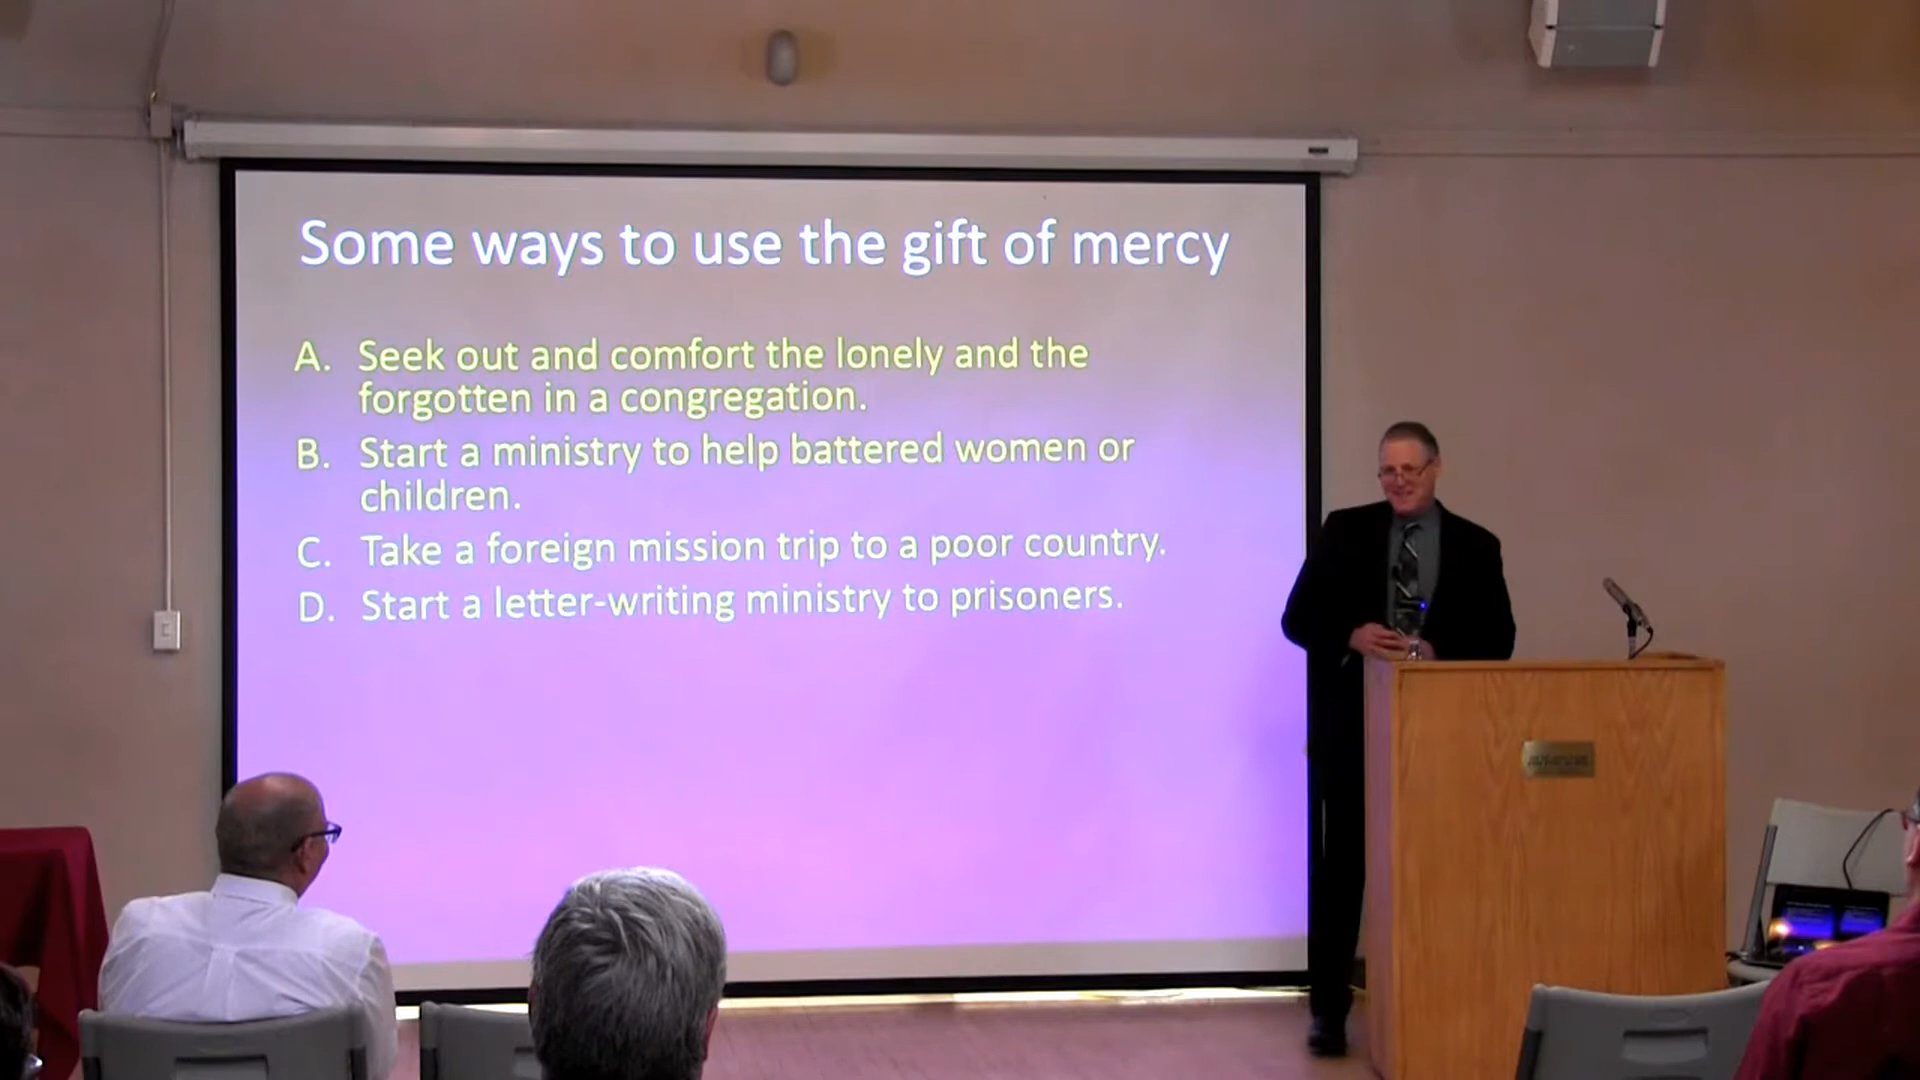 Some ways to use the gift of mercy
A. Seek out and comfort the lonely and the
forgotten in a congregation.
B. Start a ministry to help battered women or
children.
C. Take a foreign mission trip to a poor country.
D. Start a letter-writing ministry to prisoners.